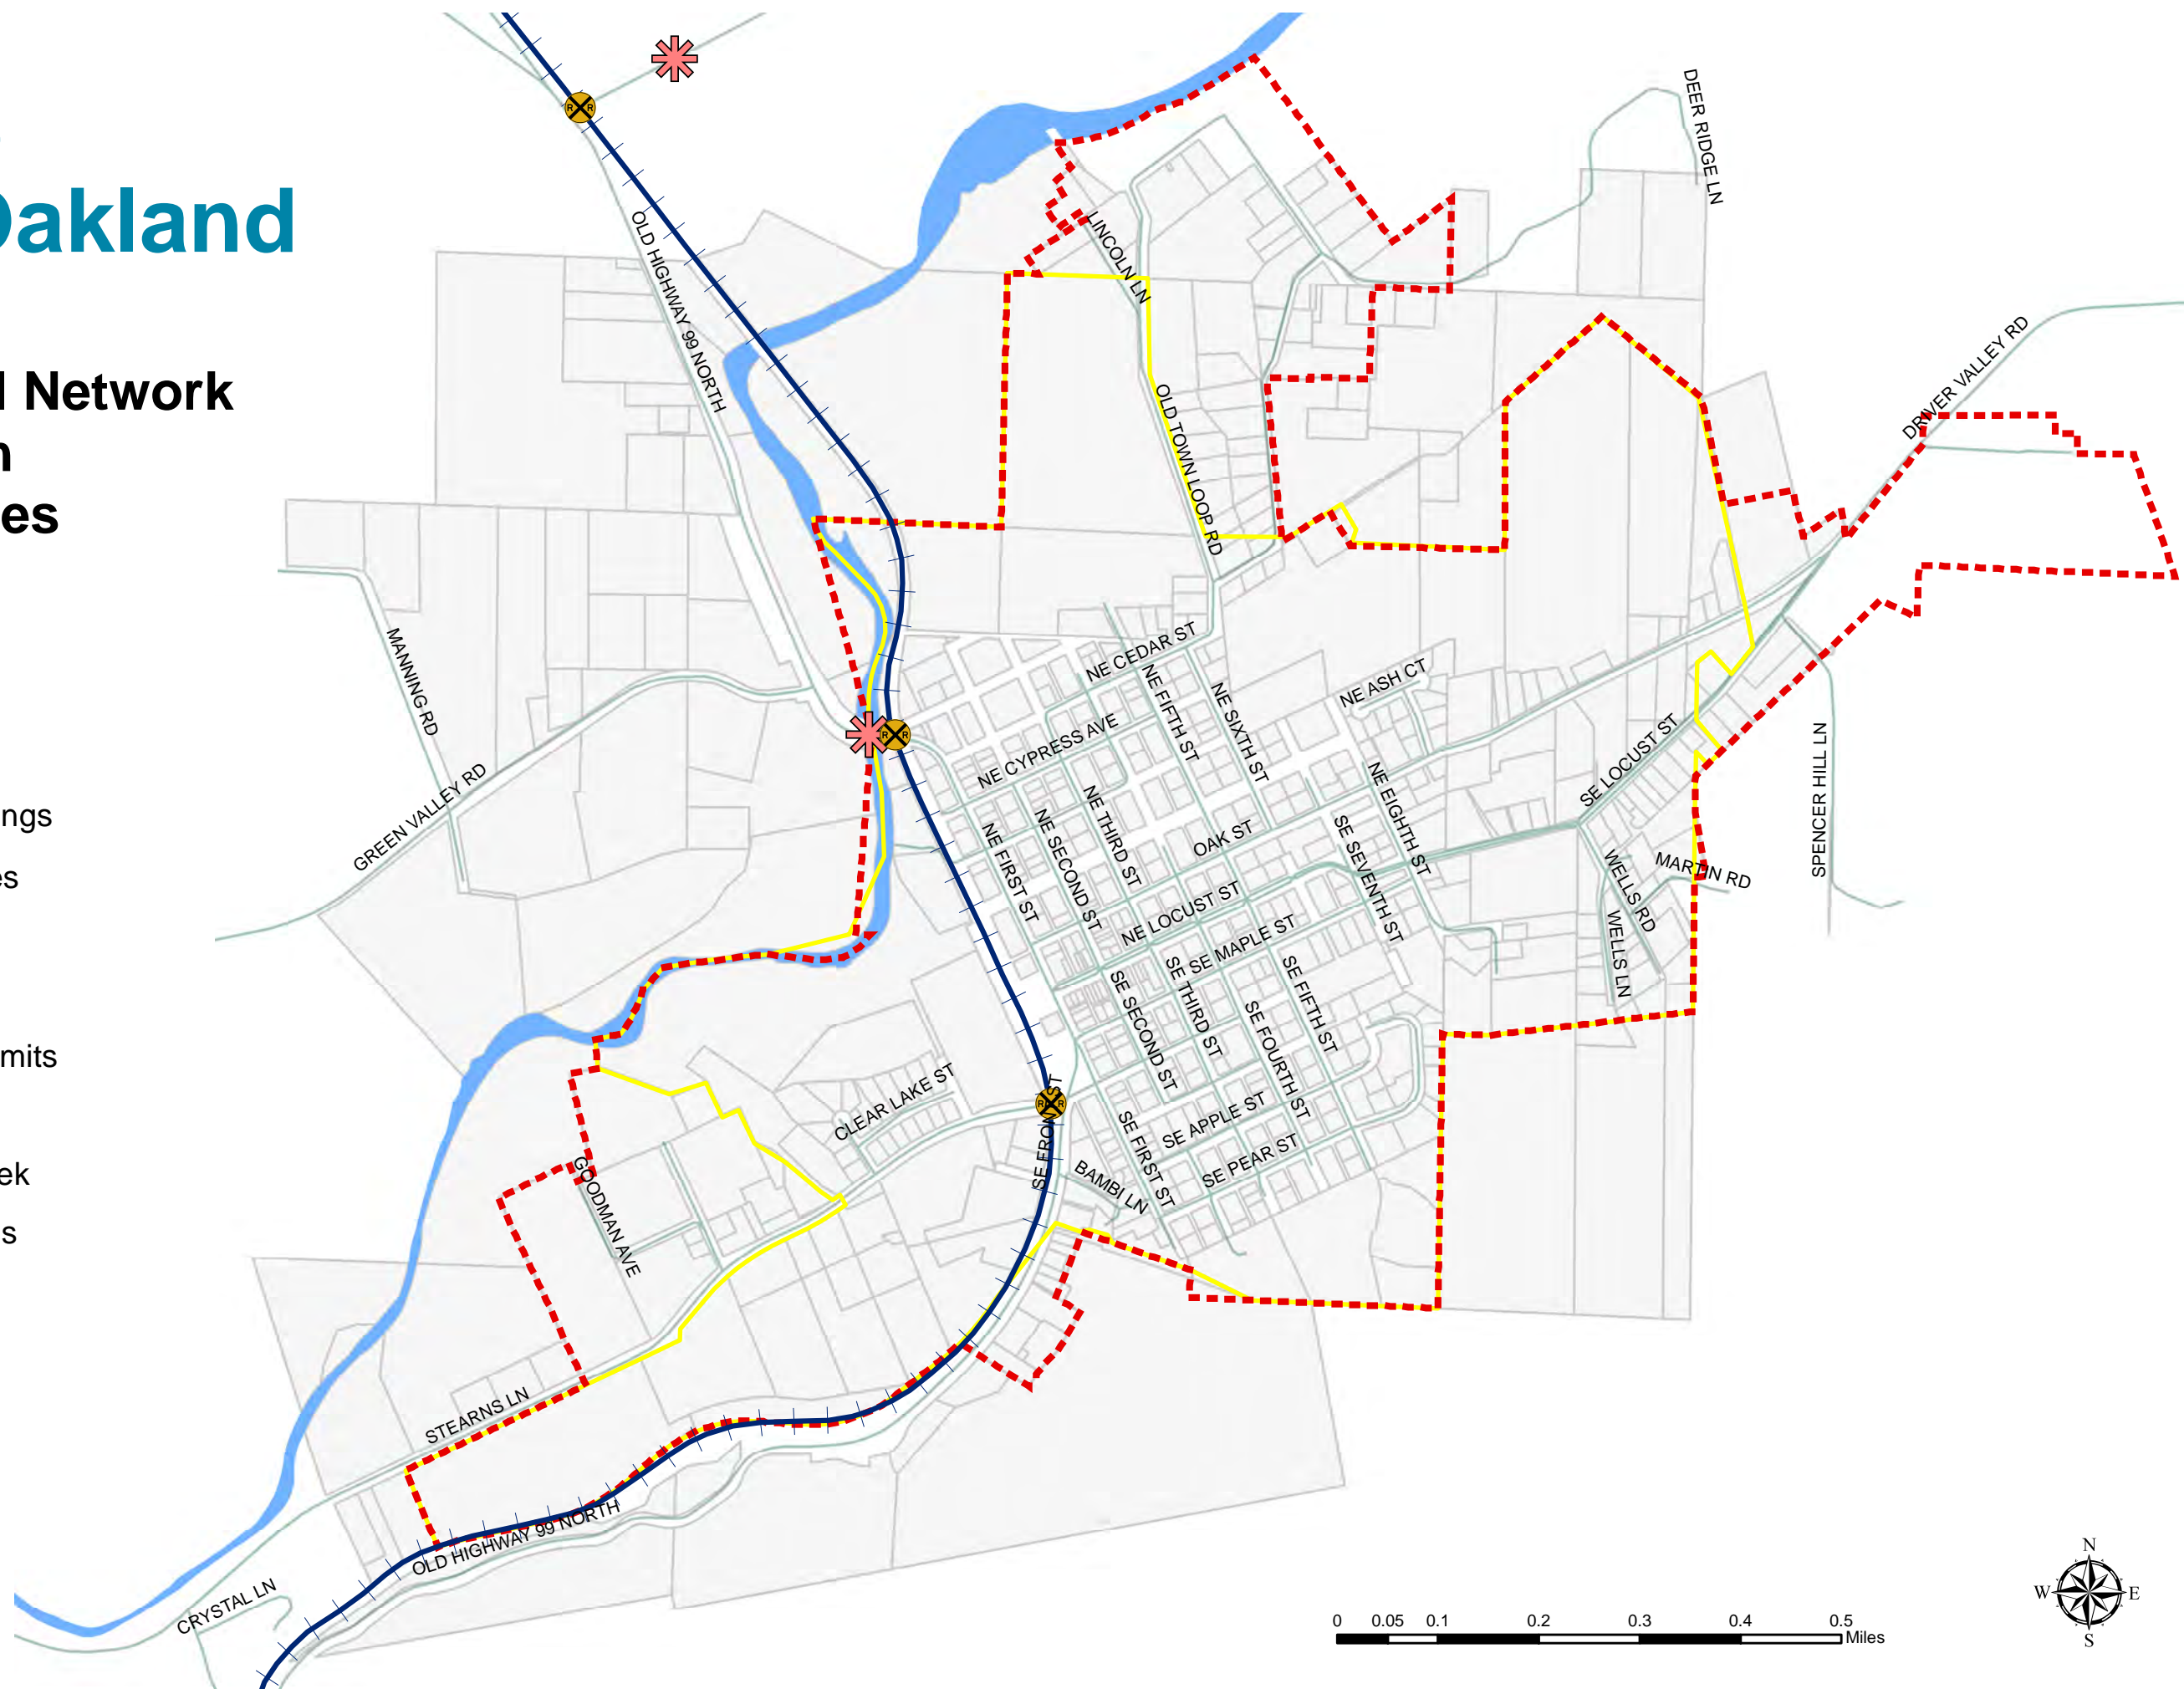 Oakland
l Network
n
es
ngs
es
mits
ek
s
DEER RIDGE LN
OLD HIGHWAY 99 NORTH
LINCOLN LN
DRIVER VALLEY RD
OLD TOWN LOOP RD
MANNING RD
NE CEDAR ST
NE ASH CT
NE FIFTH ST
NE SIXTH ST
NE CYPRESS AVE
SE LOCUST ST
SPENCER HILL LN
GREEN VALLEY RD
NE EIGHTH ST
NE THIRD ST
NE SECOND ST
NE FIRST ST
OAK ST
SE SEVENTH ST
WELLS RD
MARTIN RD
NE LOCUST ST
SE MAPLE ST
WELLS LN
SE SECOND ST
SE THIRD ST
SE FIFTH ST
SE FOURTH ST
CLEAR LAKE ST
SE FRONT ST
SE FIRST ST
SE APPLE ST
SE PEAR ST
BAMBI LN
GOODMAN AVE
STEARNS LN
OLD HIGHWAY 99 NORTH
CRYSTAL LN
R R
R R
R R
0 0.05 0.1 0.2 0.3 0.4 0.5
Miles
N
W E
S